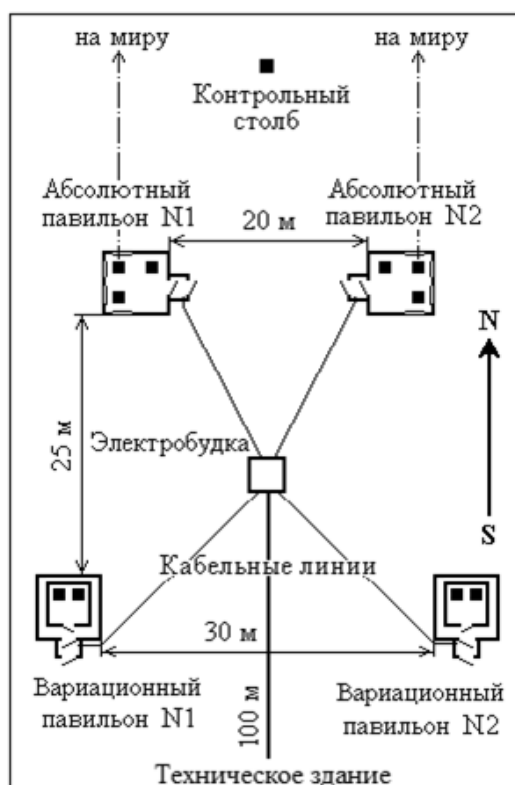 на миру
на миру
Контрольный
столб
Абсолютный
павильон N1
Абсолютный
павильон N2
20 м
N
25 м
Электробудка
S
Кабельные линии
30 м
Вариационный
павильон N1
Вариационный
павильон N2
100 м
Техническое здание